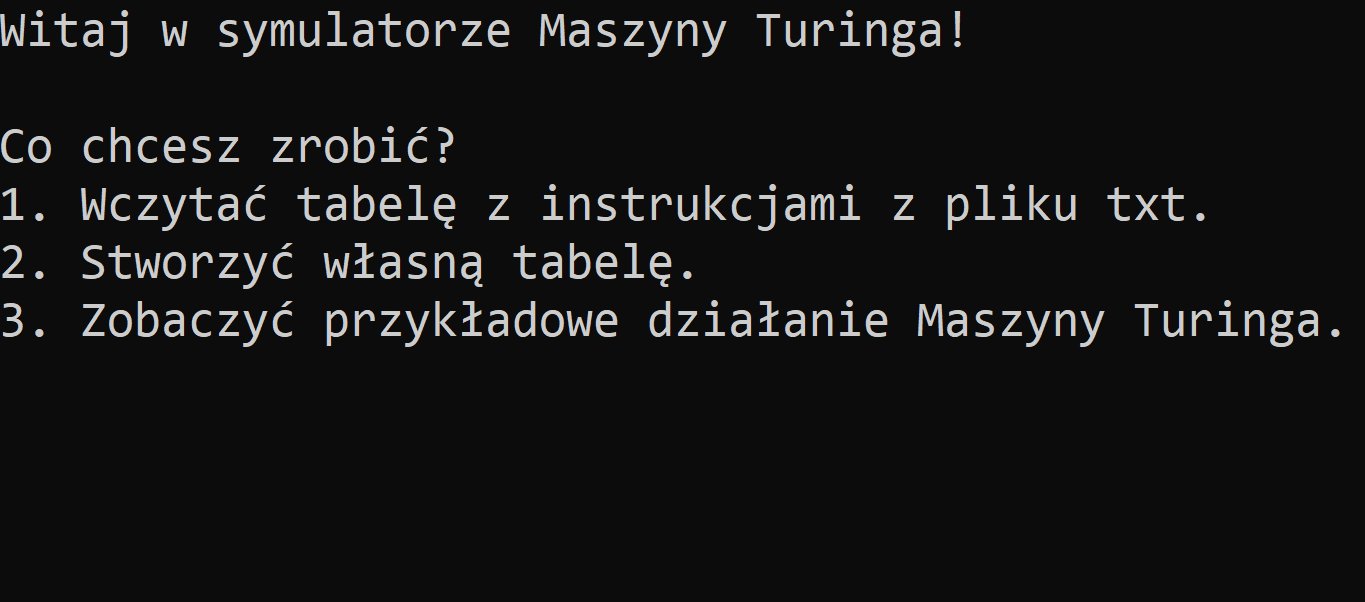 Witaj w symulatorze Maszyny Turinga!
Co chcesz zrobić?
1. Wczytać tabelę z instrukcjami z pliku txt.
2. Stworzyć własną tabelę.
3. Zobaczyć przykładowe działanie Maszyny Turinga.